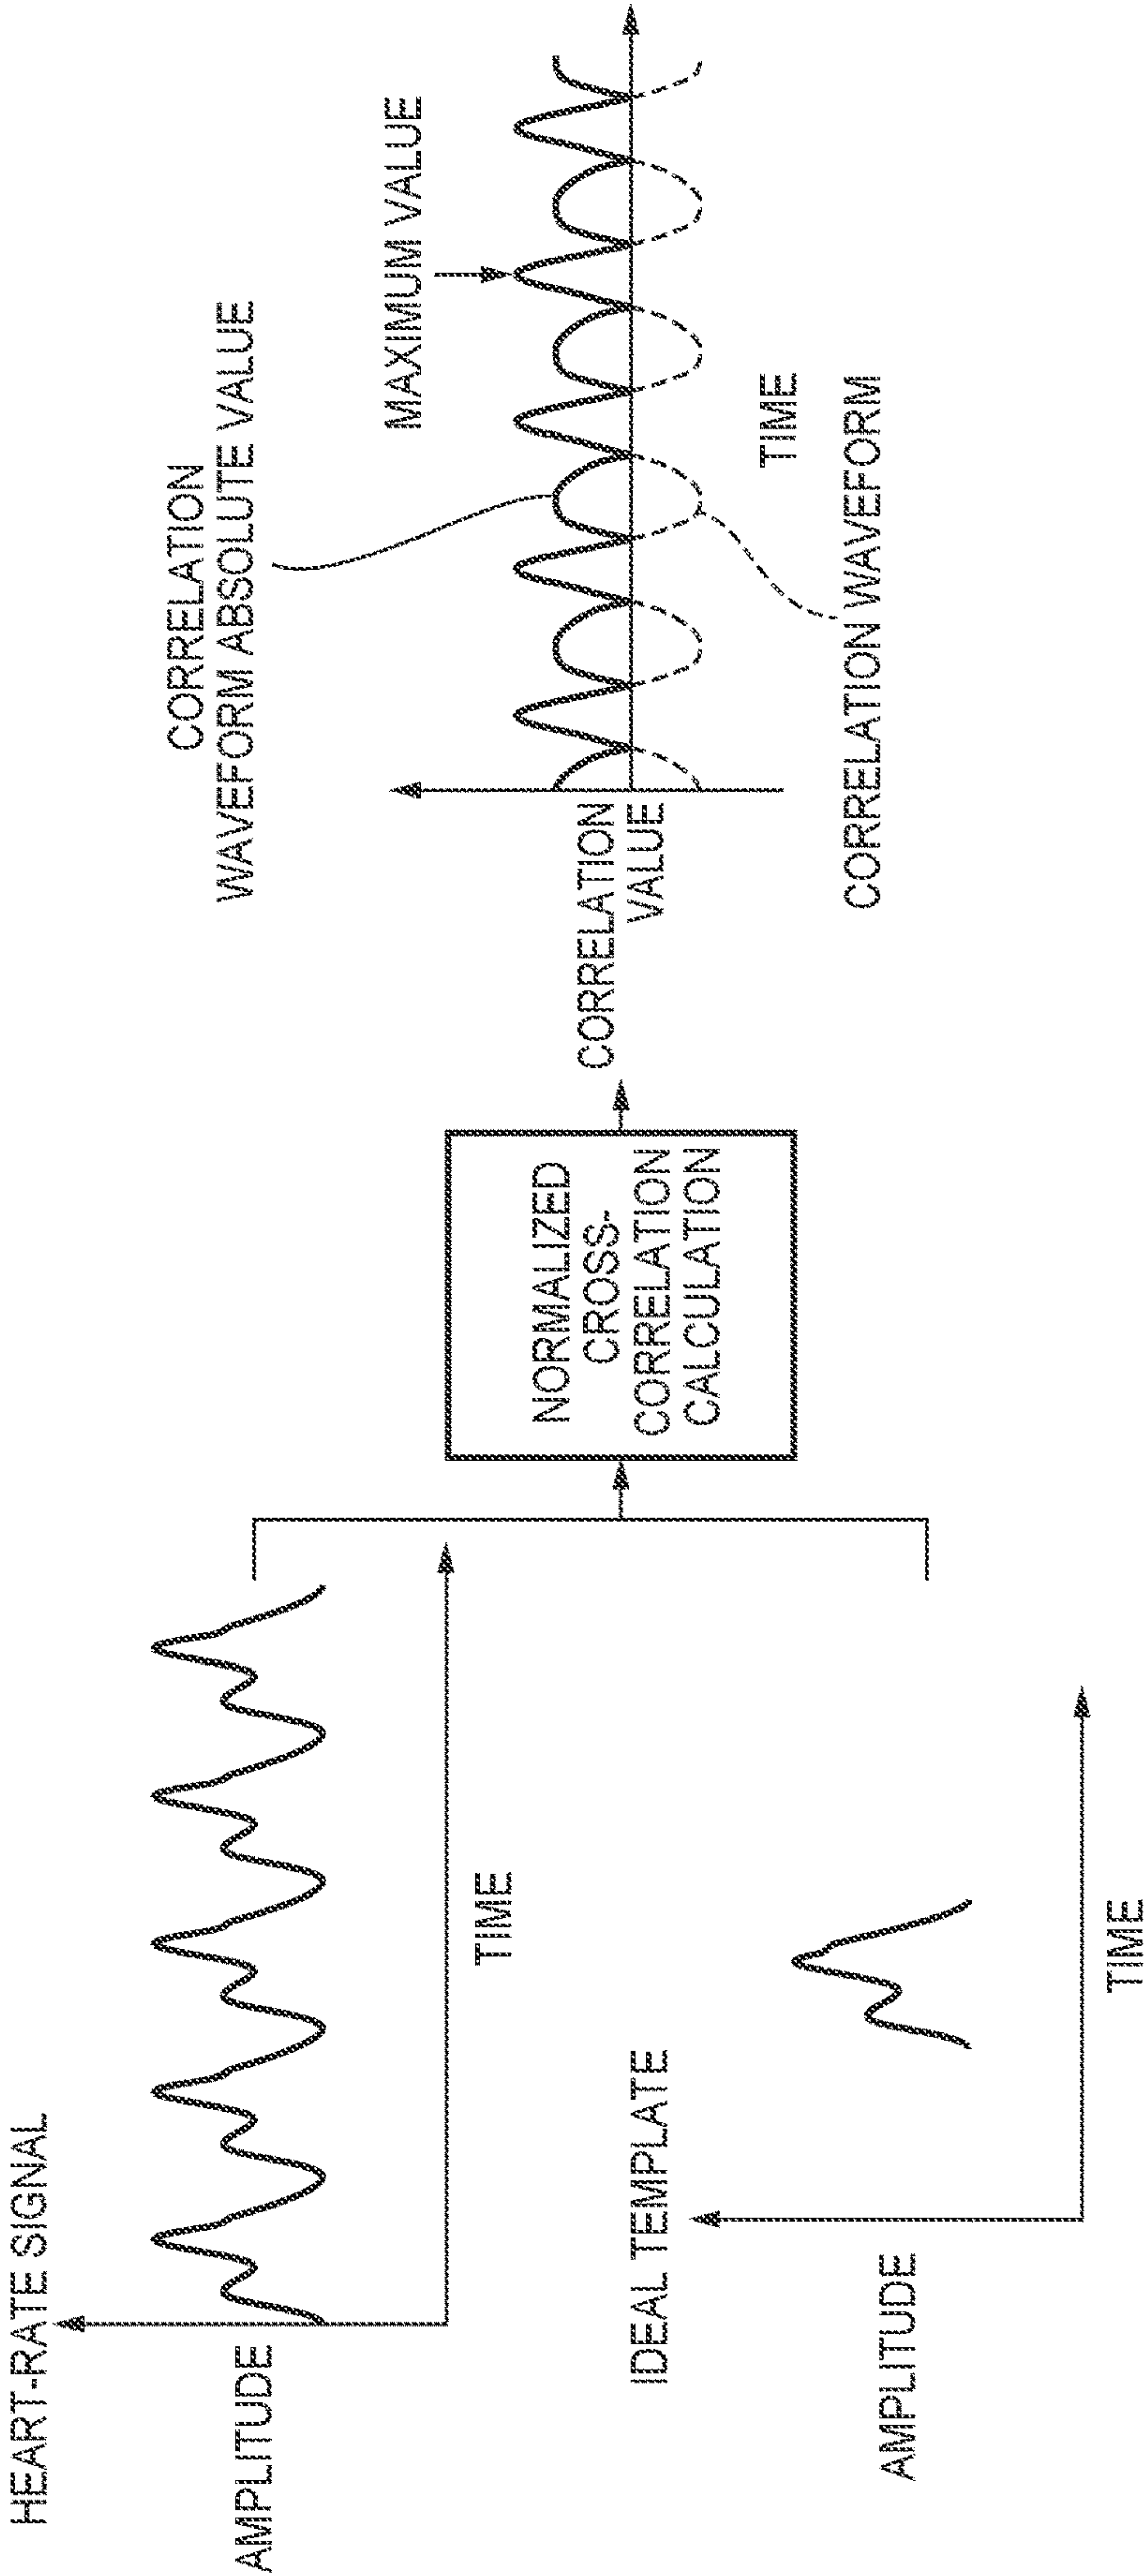 HEART-RATE SIGNAL
AMPLITUDE
TIME
IDEAL TEMPLATE
AMPLITUDE
TIME
NORMALIZED
CROSS-
CORRELATION
CALCULATION
CORRELATION
VALUE
CORRELATION
WAVEFORM ABSOLUTE VALUE
MAXIMUM VALUE
TIME
CORRELATION WAVEFORM